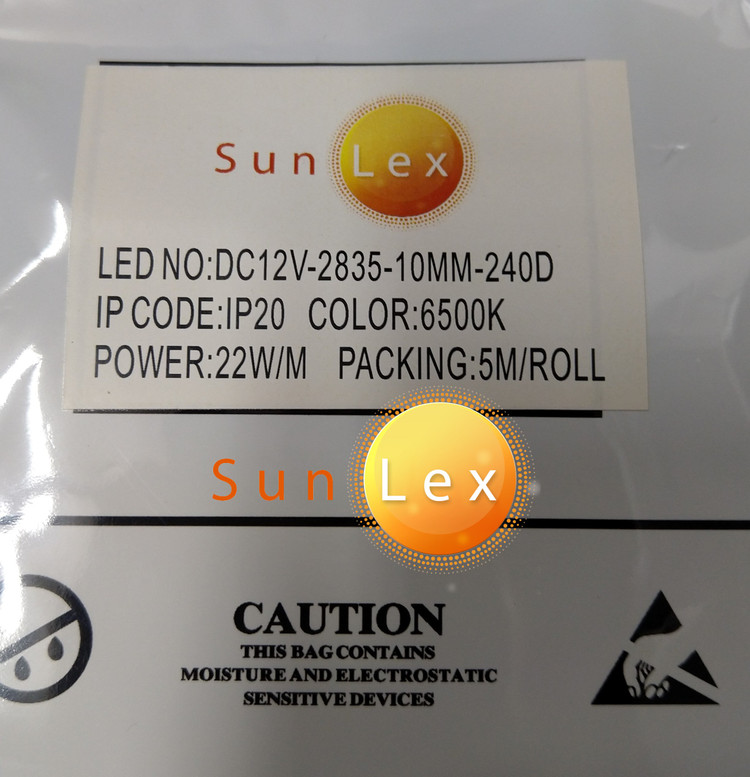 Sun Lex
LED NO:DC12V-2835-10MM-240D
IP CODE:IP20 COLOR:6500K
POWER:22W/M PACKING:5M/ROLL
Sun Lex
CAUTION
THIS BAG CONTAINS
MOISTURE AND ELECTROSTATIC
SENSITIVE DEVICES